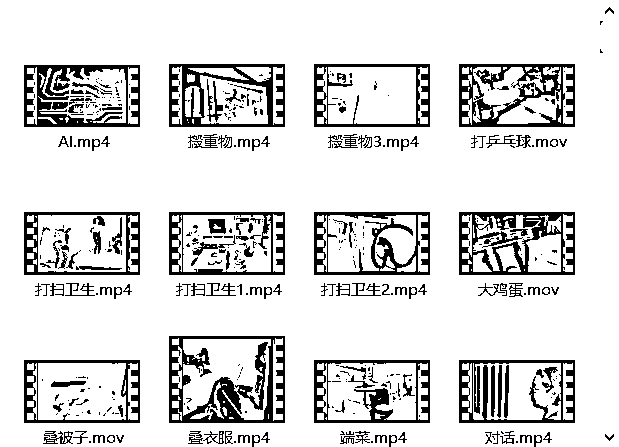 AI.mp4
搬重物.mp4
搬重物3.mp4
打乒乓球.mov
打扫卫生.mp4
打扫卫生1.mp4
打扫卫生2.mp4
大鸡蛋.mov
叠被子.mov
叠衣服.mp4
端菜.mp4
对话.mp4